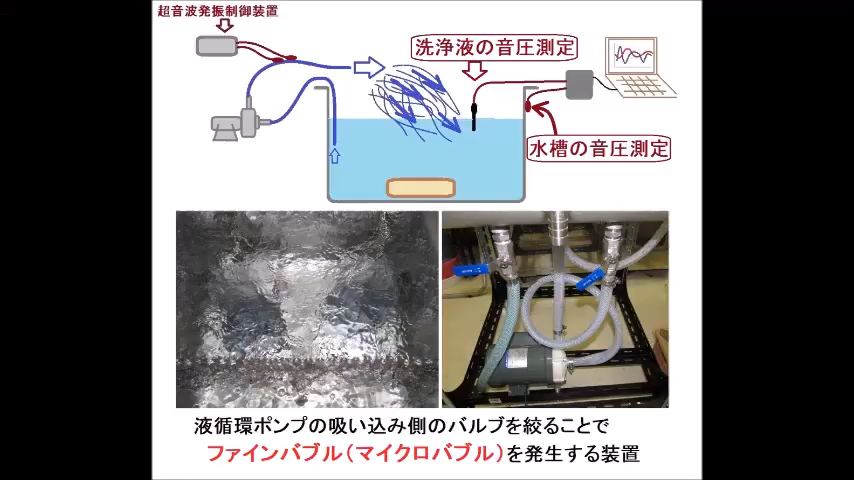 超音波発振制御装置
洗浄液の音圧測定
水槽の音圧測定
液循環ポンプの吸い込み側のバルブを絞ることで
ファインバブル（マイクロバブル）を発生する装置